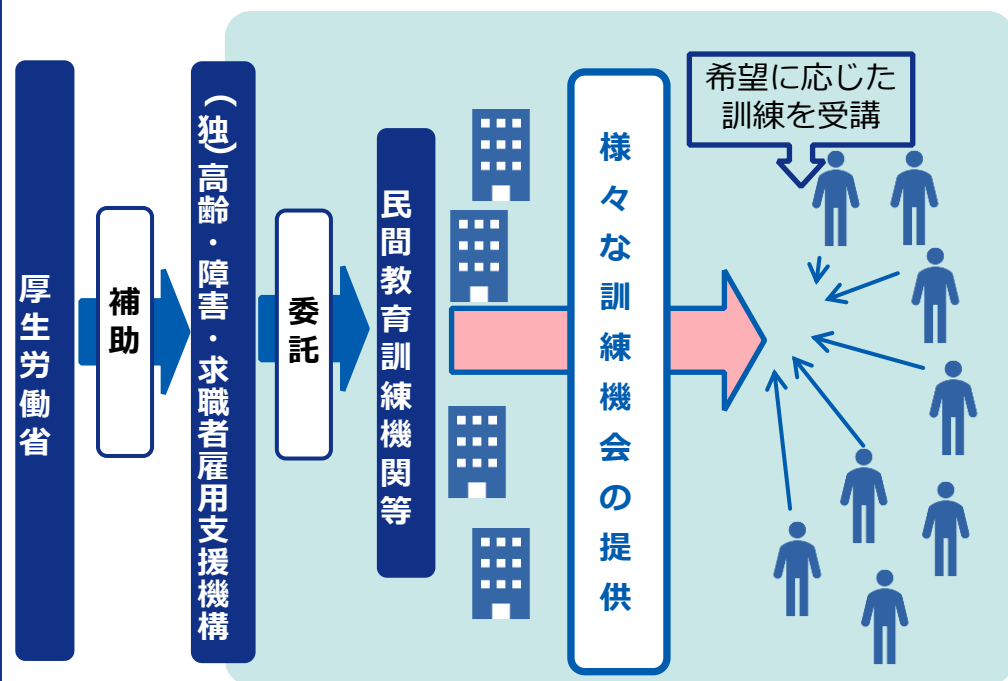 厚生労働省
補助
(独)高齢・障害・求職者雇用支援機構
委託
民間教育訓練機関等
様々な訓練機会の提供
希望に応じた
訓練を受講